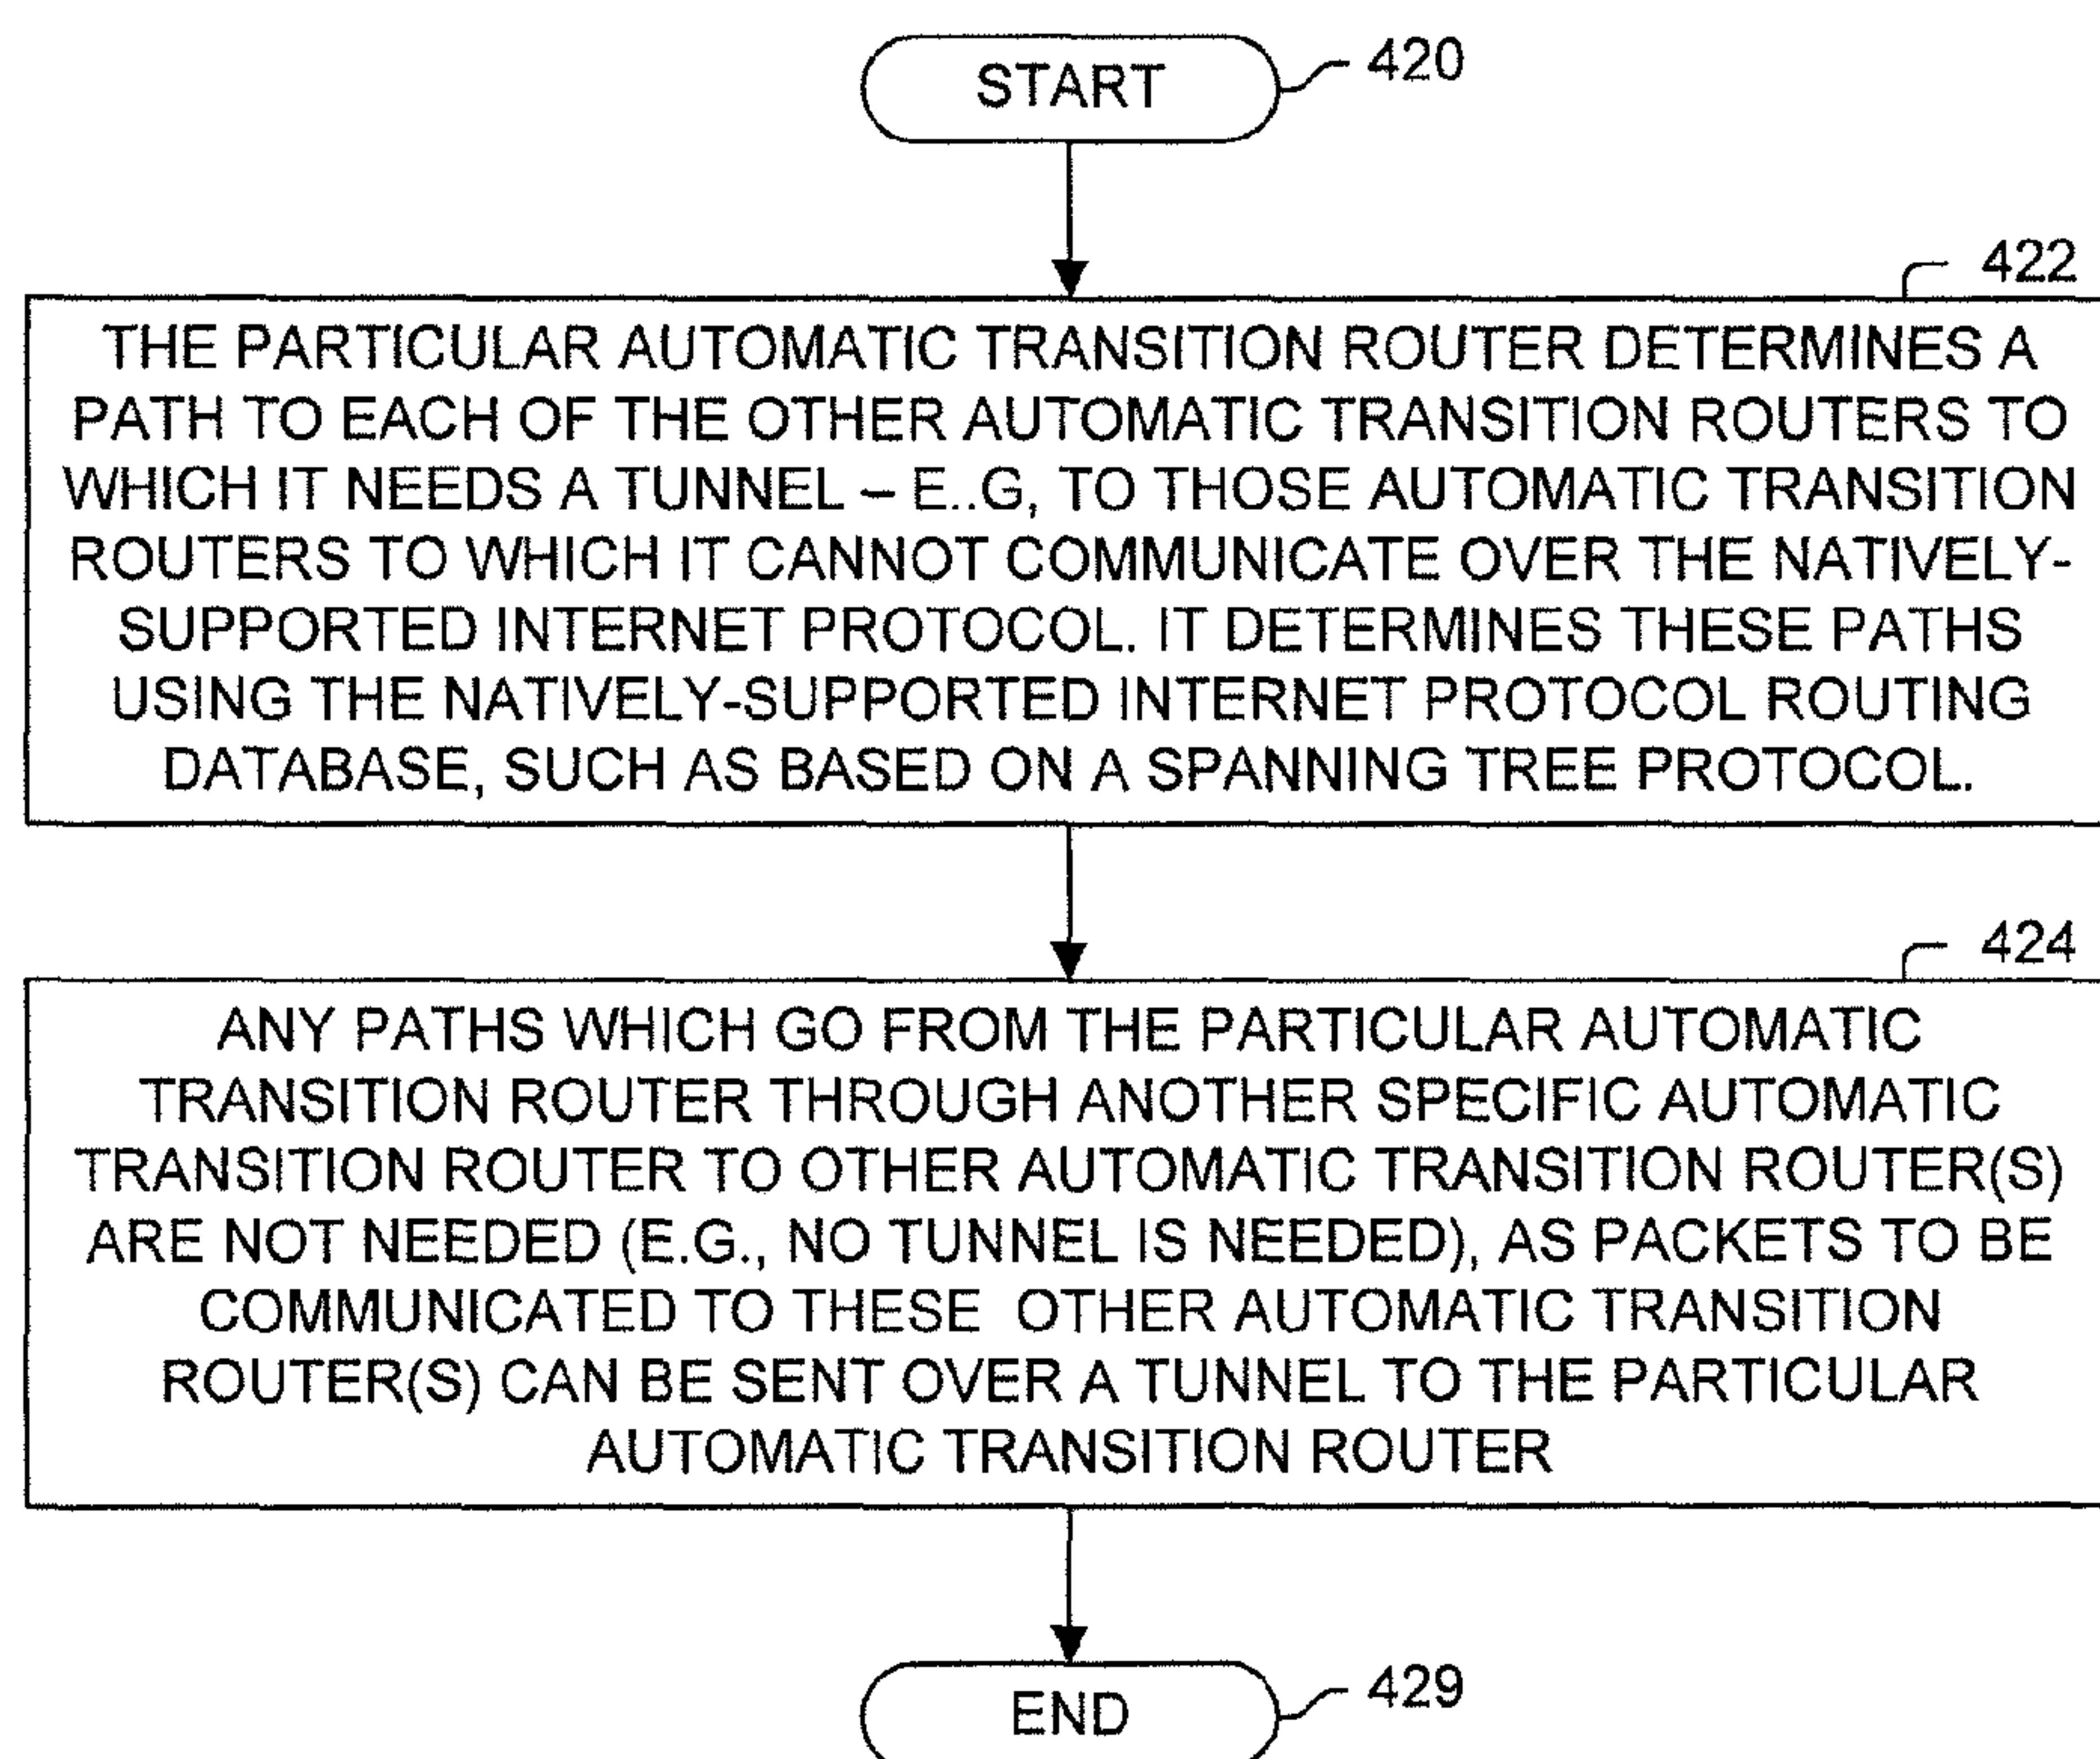 START
420
422
THE PARTICULAR AUTOMATIC TRANSITION ROUTER DETERMINES A
PATH TO EACH OF THE OTHER AUTOMATIC TRANSITION ROUTERS TO
WHICH IT NEEDS A TUNNEL – E..G, TO THOSE AUTOMATIC TRANSITION
ROUTERS TO WHICH IT CANNOT COMMUNICATE OVER THE NATIVELY-
SUPPORTED INTERNET PROTOCOL. IT DETERMINES THESE PATHS
USING THE NATIVELY-SUPPORTED INTERNET PROTOCOL ROUTING
DATABASE, SUCH AS BASED ON A SPANNING TREE PROTOCOL.
424
ANY PATHS WHICH GO FROM THE PARTICULAR AUTOMATIC
TRANSITION ROUTER THROUGH ANOTHER SPECIFIC AUTOMATIC
TRANSITION ROUTER TO OTHER AUTOMATIC TRANSITION ROUTER(S)
ARE NOT NEEDED (E.G., NO TUNNEL IS NEEDED), AS PACKETS TO BE
COMMUNICATED TO THESE OTHER AUTOMATIC TRANSITION
ROUTER(S) CAN BE SENT OVER A TUNNEL TO THE PARTICULAR
AUTOMATIC TRANSITION ROUTER
END
429